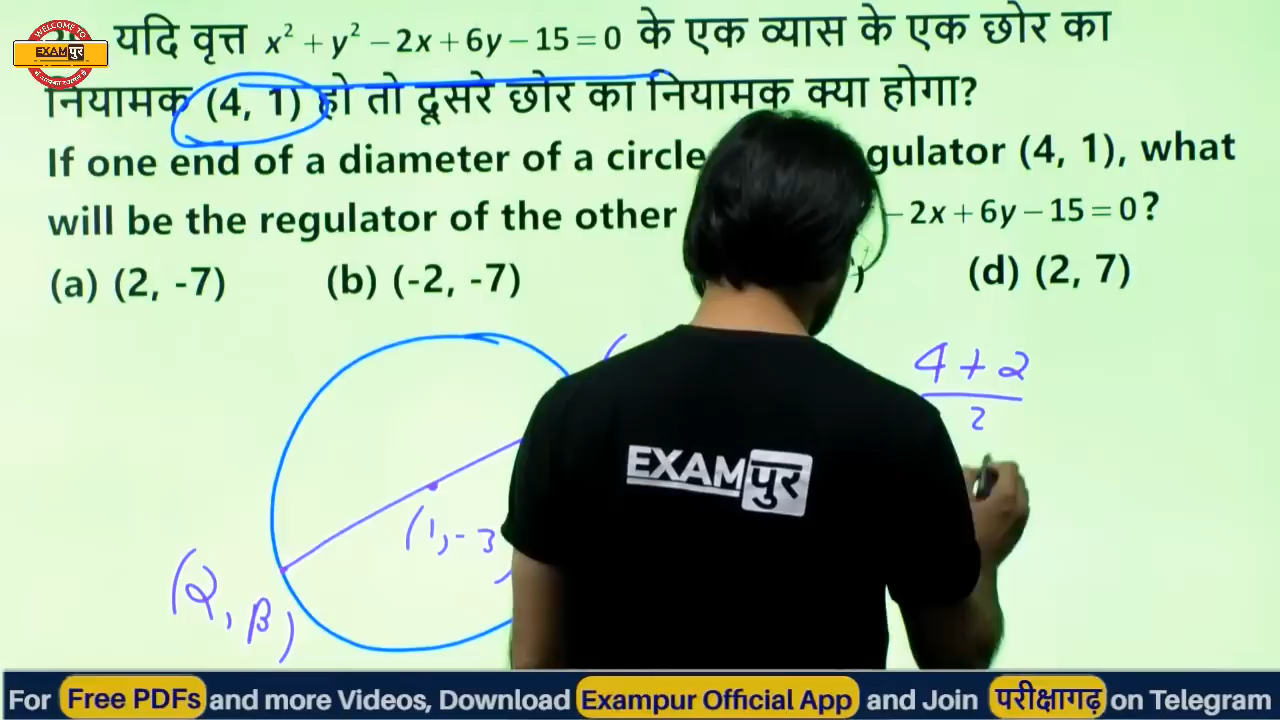 WELCOME TO
EXAMपुर
यदि वृत्त x² + y² − 2x + 6y − 15 = 0 के एक व्यास के एक छोर का
नियामक (4, 1) हो तो दूसरे छोर का नियामक क्या होगा?
If one end of a diameter of a circle gulator (4, 1), what
will be the regulator of the other − 2x + 6y − 15 = 0?
(a) (2, -7) (b) (-2, -7) ) (d) (2, 7)
4 + 2
2
EXAMपुर
(1, -3
(α, β)
For Free PDFs and more Videos, Download Exampur Official App and Join परीक्षागढ़ on Telegram